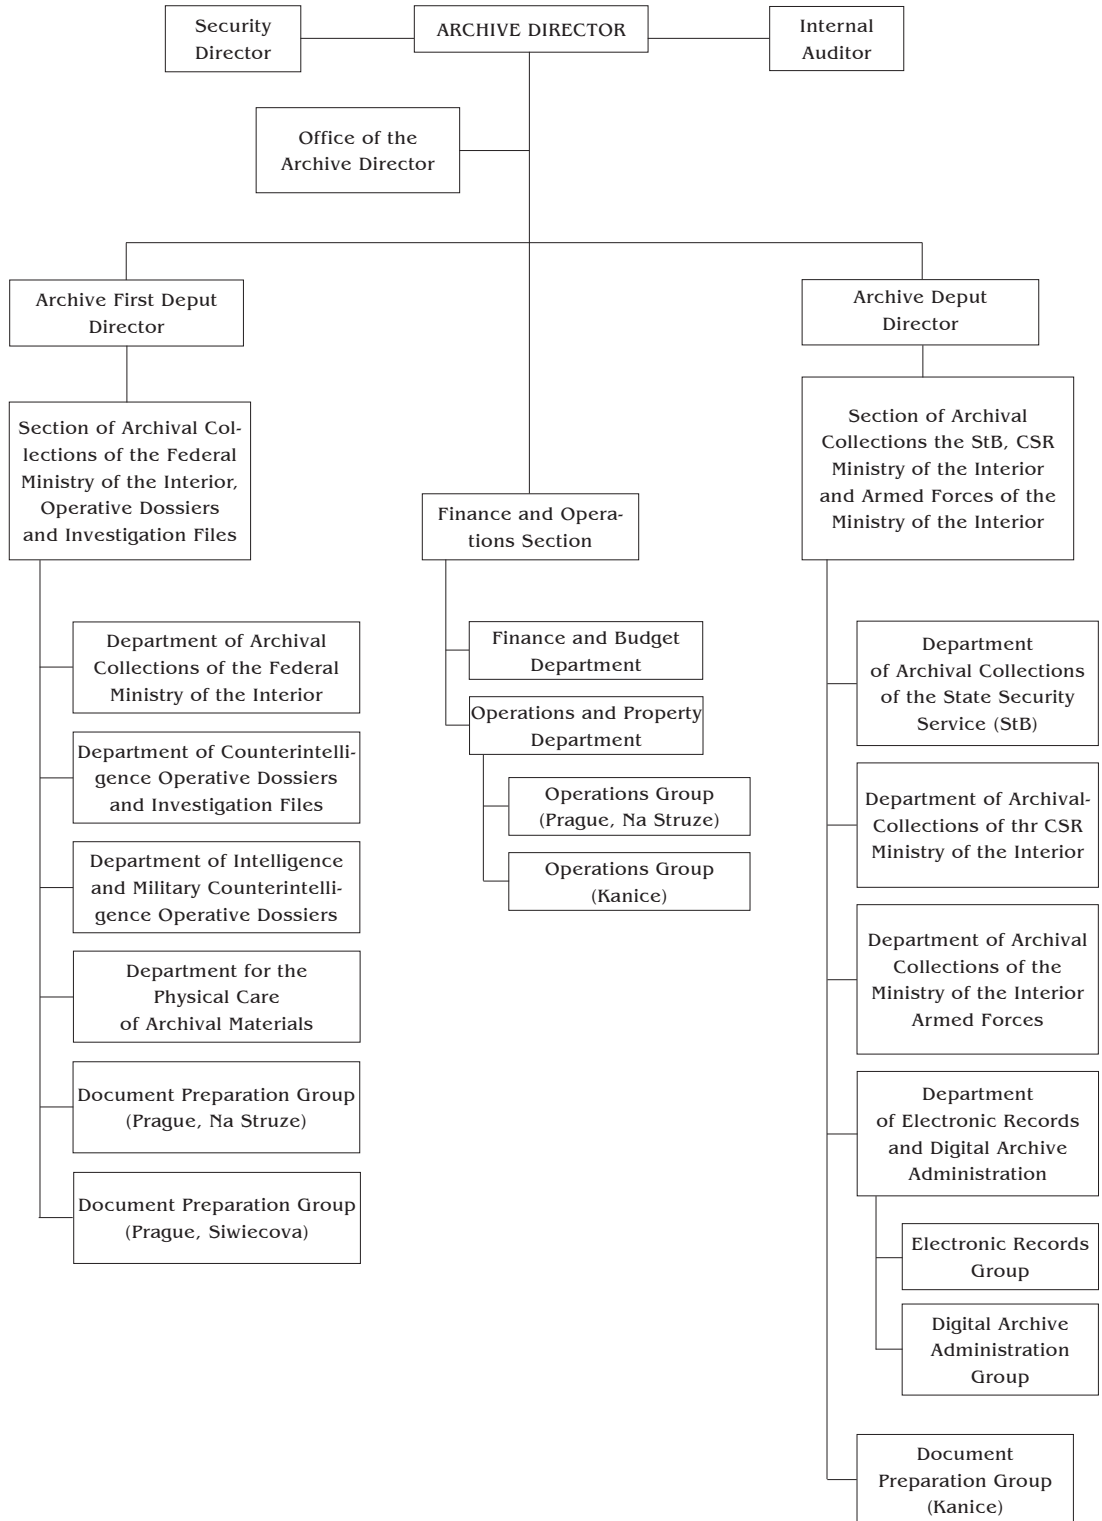 Security
Director
ARCHIVE DIRECTOR
Internal
Auditor
Office of the
Archive Director
Archive First Deput
Director
Archive Deput
Director
Section of Archival Col-
lections of the Federal
Ministry of the Interior,
Operative Dossiers
and Investigation Files
Finance and Opera-
tions Section
Section of Archival
Collections the StB, CSR
Ministry of the Interior
and Armed Forces of the
Ministry of the Interior
Department of Archival
Collections of the Federal
Ministry of the Interior
Department of Counterintelli-
gence Operative Dossiers
and Investigation Files
Department of Intelligence
and Military Counterintelli-
gence Operative Dossiers
Department for the
Physical Care
of Archival Materials
Document Preparation Group
(Prague, Na Struze)
Document Preparation Group
(Prague, Siwiecova)
Finance and Budget
Department
Operations and Property
Department
Operations Group
(Prague, Na Struze)
Operations Group
(Kanice)
Department
of Archival Collections
of the State Security
Service (StB)
Department of Archival-
Collections of thr CSR
Ministry of the Interior
Department of Archival
Collections of the
Ministry of the Interior
Armed Forces
Department
of Electronic Records
and Digital Archive
Administration
Electronic Records
Group
Digital Archive
Administration
Group
Document
Preparation Group
(Kanice)